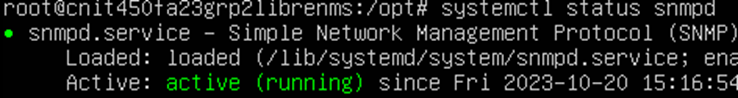 root@cnit450fa23grp2librenms:/opt# systemctl status snmpd
● snmpd.service - Simple Network Management Protocol (SNMP)
Loaded: loaded (/lib/systemd/system/snmpd.service; ena
Active: active (running) since Fri 2023-10-20 15:16:54